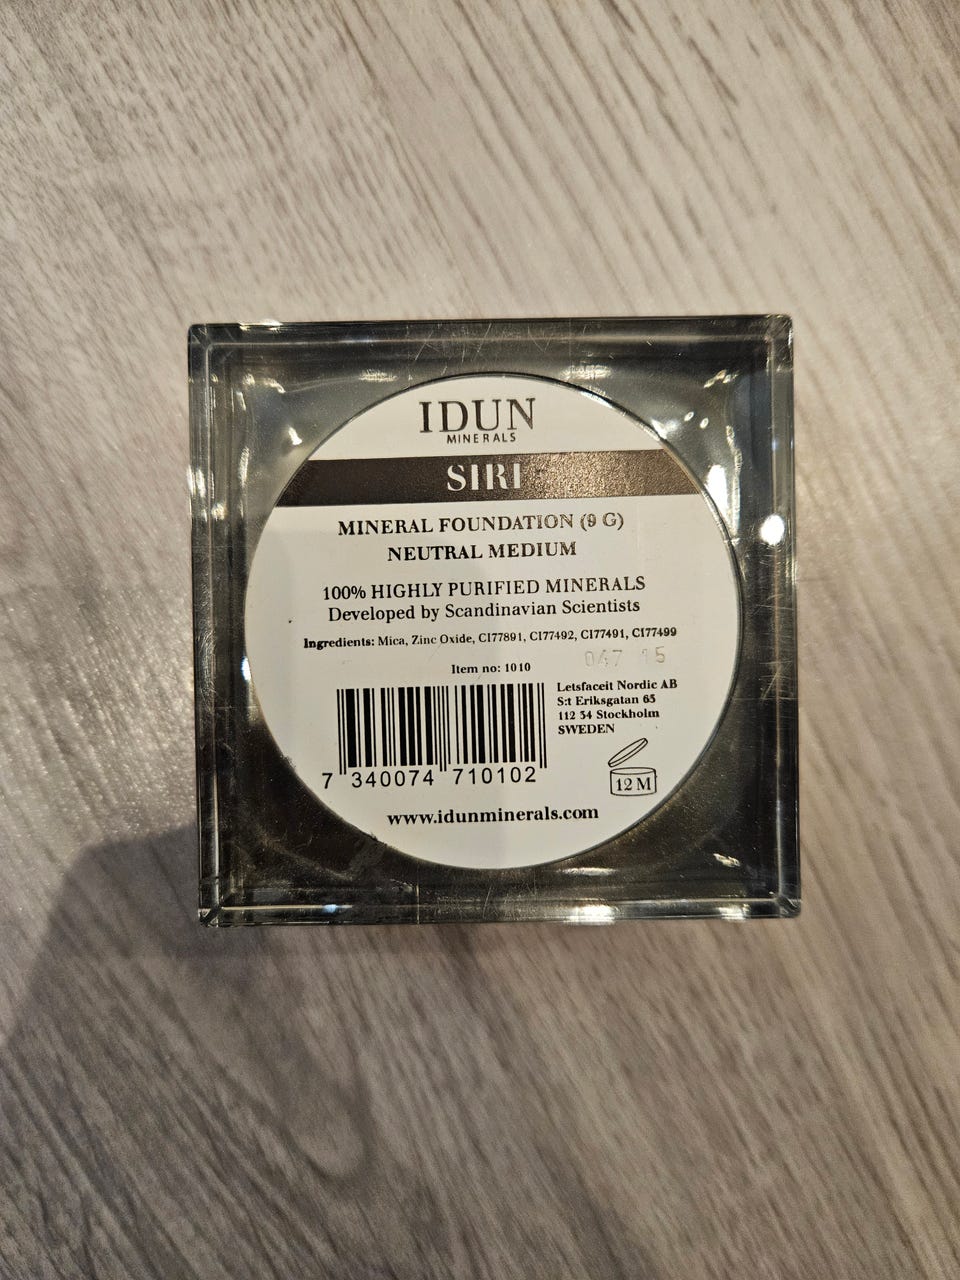 IDUN
MINERALS
SIRI
MINERAL FOUNDATION (9 G)
NEUTRAL MEDIUM
100% HIGHLY PURIFIED MINERALS
Developed by Scandinavian Scientists
Ingredients: Mica, Zinc Oxide, CI77891, CI77492, CI77491, CI77499
047 15
Item no: 1010
Letsfaceit Nordic AB
S:t Eriksgatan 63
112 34 Stockholm
SWEDEN
12 M
7 340074 710102
www.idunminerals.com